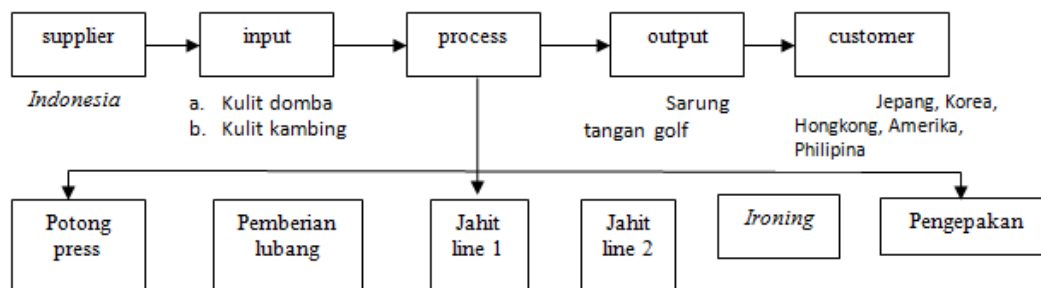 supplier
input
process
output
customer
Indonesia
a. Kulit domba
b. Kulit kambing
Sarung
tangan golf
Jepang, Korea,
Hongkong, Amerika,
Philipina
Potong
press
Pemberian
lubang
Jahit
line 1
Jahit
line 2
Ironing
Pengepakan